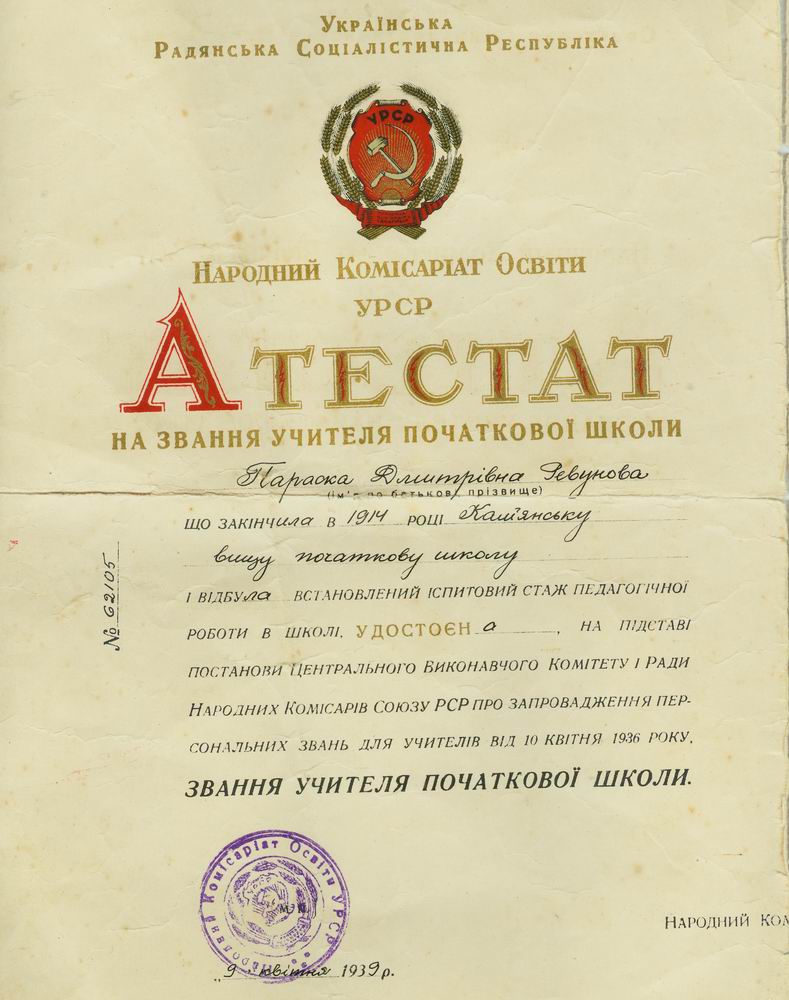 Українська
Радянська Соціалістична Республіка
УРСР
Народний Комісаріат Освіти
УРСР
Атестат
на звання учителя початкової школи
Параска Дмитрівна Ревунова
(ім'я по батькові, прізвище)
що закінчила в 1914 році Кам'янську
вищу початкову школу
№ 62105
і відбула встановлений іспитовий стаж педагогічної
роботи в школі, удостоєна, на підставі
постанови Центрального Виконавчого Комітету і Ради
Народних Комісарів Союзу РСР про запровадження пер-
сональних звань для учителів від 10 квітня 1936 року,
звання учителя початкової школи.
Народний Комісаріат Освіти УРСР
Народний Ком
„9" квітня 1939 р.